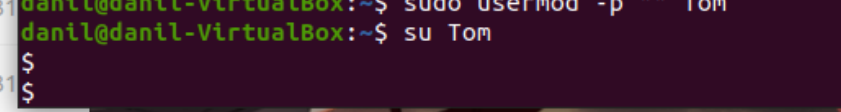 danil@danil-VirtualBox:~$ sudo usermod -p "" Tom
danil@danil-VirtualBox:~$ su Tom
$
$